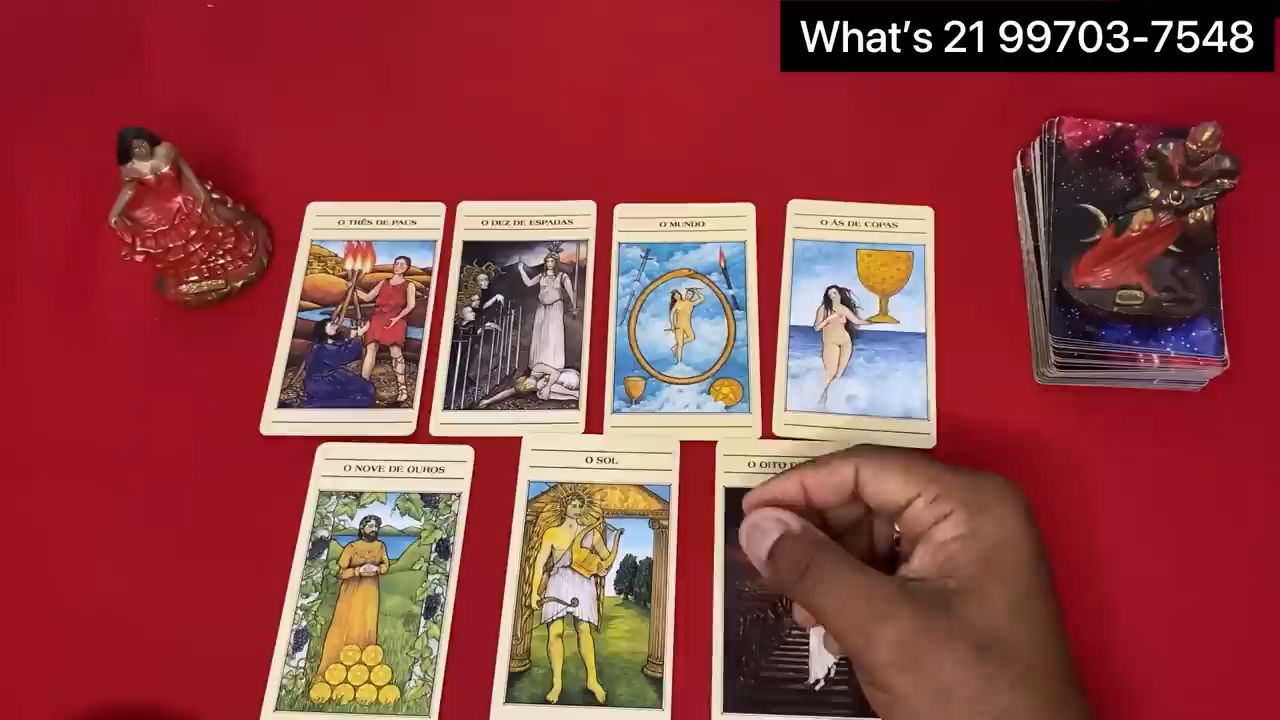 What's 21 99703-7548
O TRÊS DE PAUS
O DEZ DE ESPADAS
O MUNDO
O ÁS DE COPAS
O NOVE DE OUROS
O SOL
O OITO